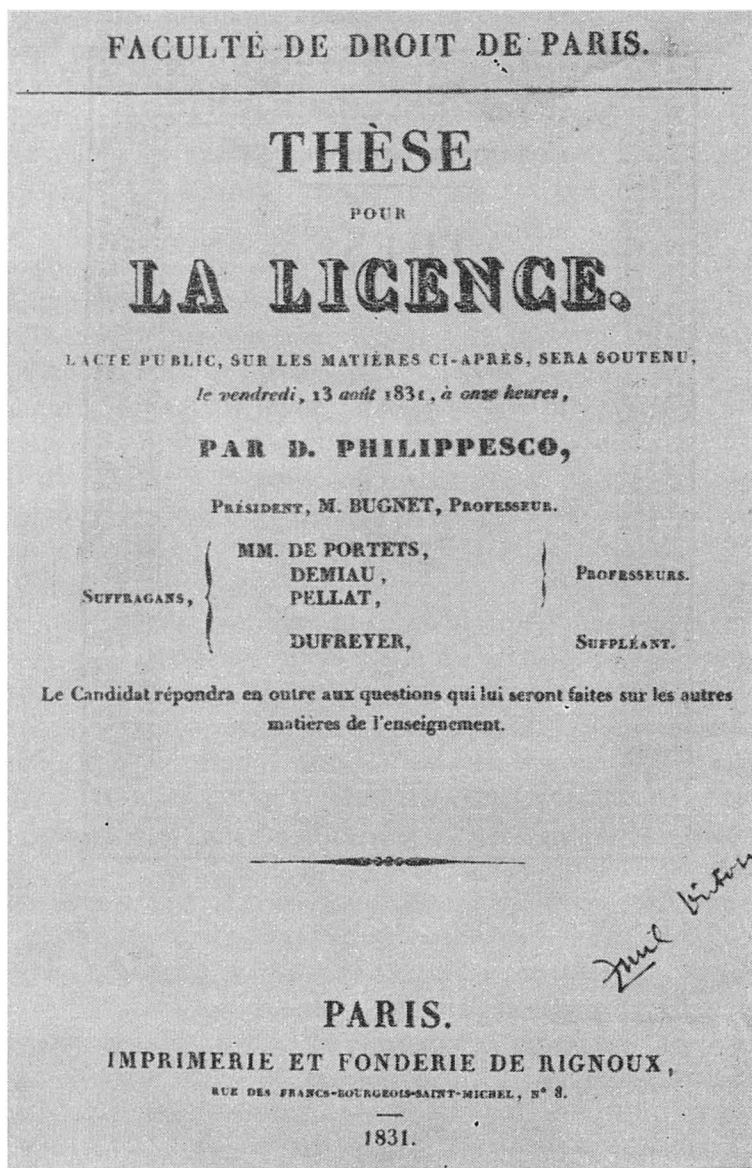 FACULTÉ DE DROIT DE PARIS.
THÈSE
POUR
LA LICENCE.
L'ACTE PUBLIC, SUR LES MATIÈRES CI-APRÈS, SERA SOUTENU,
le vendredi, 13 août 1831, à onze heures,
PAR D. PHILIPPESCO,
PRÉSIDENT, M. BUGNET, PROFESSEUR.
SUFFRAGANS,
MM. DE PORTETS,
DEMIAU,
PELLAT,
PROFESSEURS.
DUFREYER, SUPPLÉANT.
Le Candidat répondra en outre aux questions qui lui seront faites sur les autres
matières de l'enseignement.
PARIS.
IMPRIMERIE ET FONDERIE DE RIGNOUX,
RUE DES FRANCS-BOURGEOIS-SAINT-MICHEL, N° 8.
1831.